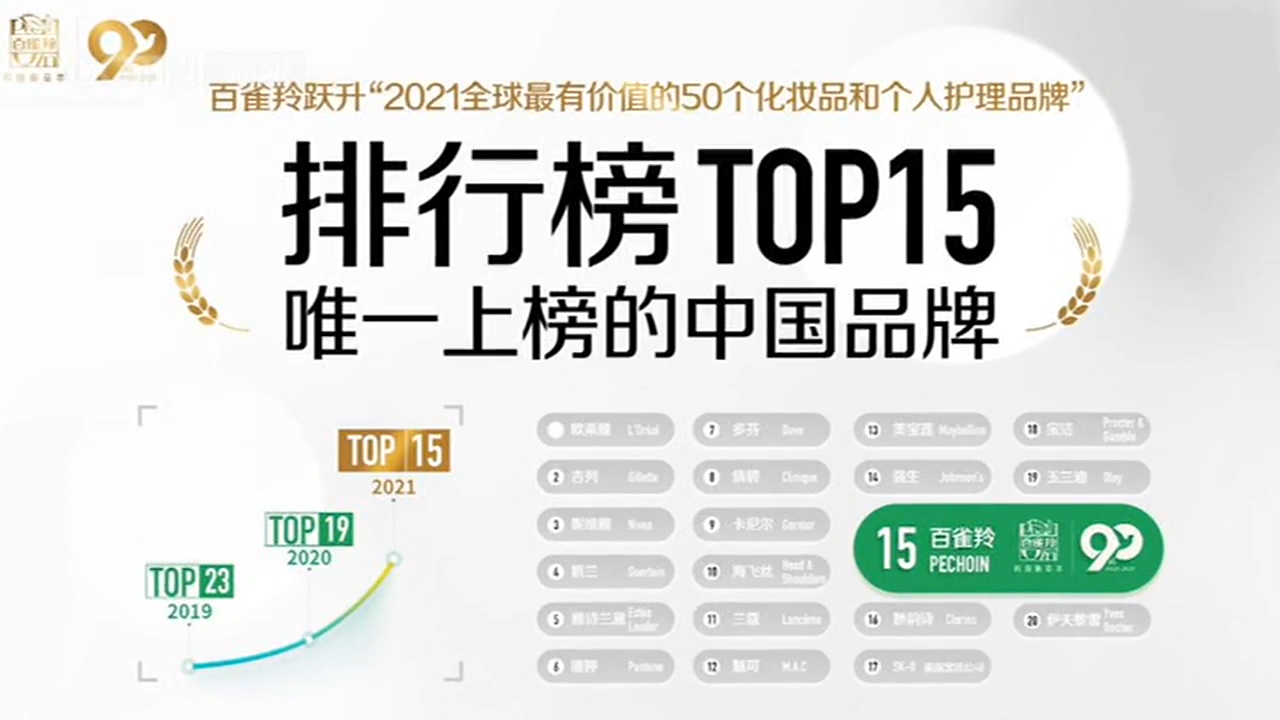 百雀羚
百雀羚跃升“2021全球最有价值的50个化妆品和个人护理品牌”
排行榜 TOP15
唯一上榜的中国品牌
TOP 15
2021
TOP 19
2020
TOP 23
2019
欧莱雅 L'Oréal
2 吉列 Gillette
3 妮维雅 Nivea
4 娇兰 Guerlain
5 雅诗兰黛 Estée Lauder
6 潘婷 Pantene
7 多芬 Dove
8 倩碧 Clinique
9 卡尼尔 Garnier
10 海飞丝 Head & Shoulders
11 兰蔻 Lancôme
12 魅可 M.A.C
13 美宝莲 Maybelline
14 强生 Johnson's
15 百雀羚 PECHOIN
百雀羚
16 娇韵诗 Clarins
17 SK-II
18 宝洁 Procter & Gamble
19 玉兰油 Olay
20 伊夫黎雪 Yves Rocher